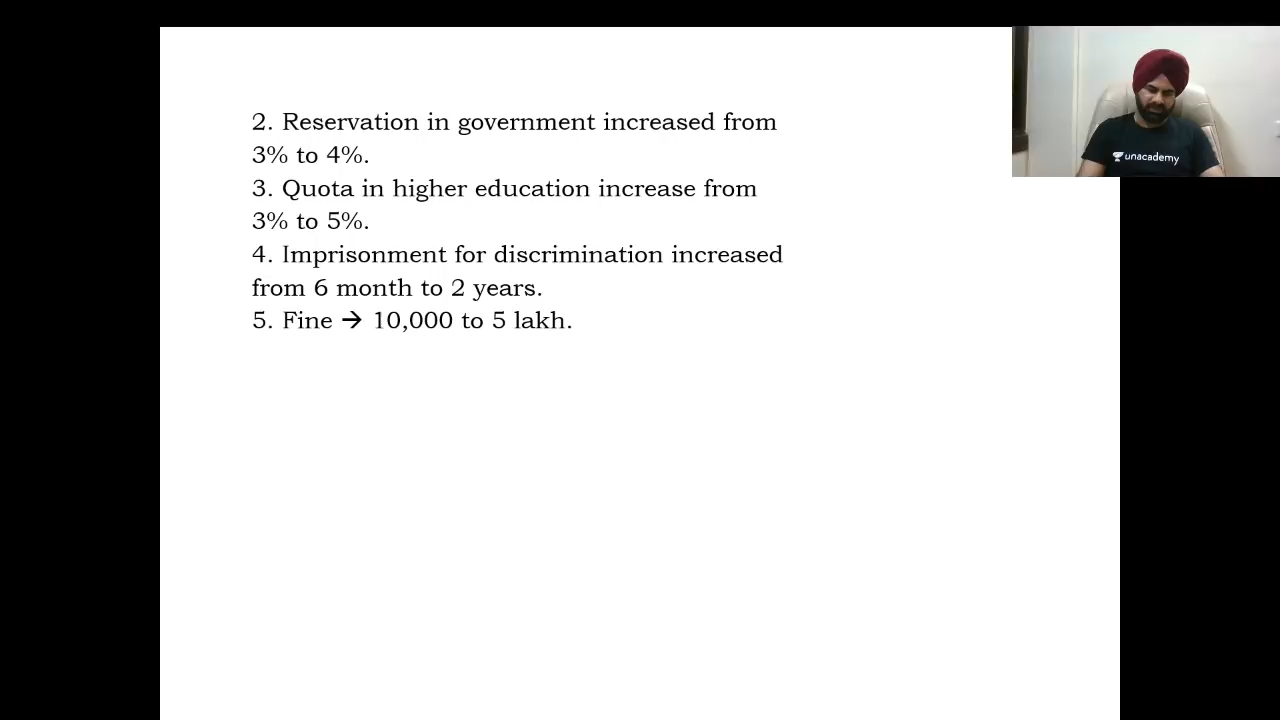 2. Reservation in government increased from
3% to 4%.
3. Quota in higher education increase from
3% to 5%.
4. Imprisonment for discrimination increased
from 6 month to 2 years.
5. Fine → 10,000 to 5 lakh.
unacademy